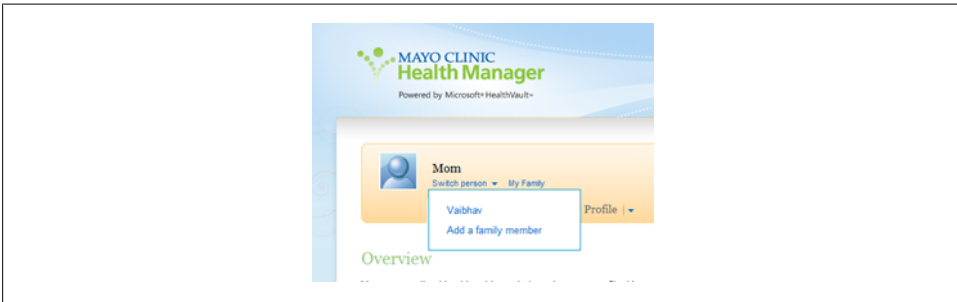 MAYO CLINIC
Health Manager
Powered by Microsoft® HealthVault™
Mom
Switch person My Family
Vaibhav
Add a family member
Profile
Overview